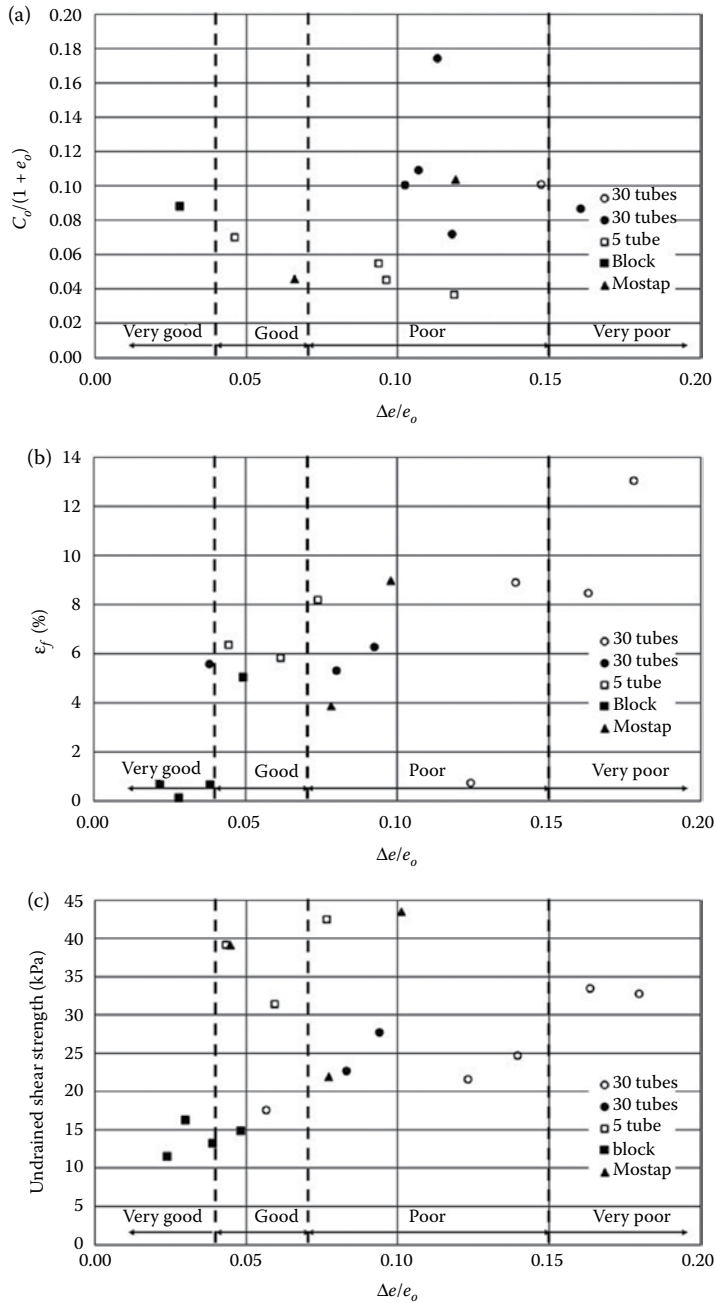 (a)
0.20
0.18
0.16
0.14
0.12
0.10
0.08
0.06
0.04
0.02
0.00
C_o/(1 + e_o)
30 tubes
30 tubes
5 tube
Block
Mostap
Very good
Good
Poor
Very poor
0.00
0.05
0.10
0.15
0.20
Δe/e_o
(b)
14
12
10
8
6
4
2
0
ε_f (%)
30 tubes
30 tubes
5 tube
Block
Mostap
Very good
Good
Poor
Very poor
0.00
0.05
0.10
0.15
0.20
Δe/e_o
(c)
45
40
35
30
25
20
15
10
5
0
Undrained shear strength (kPa)
30 tubes
30 tubes
5 tube
block
Mostap
Very good
Good
Poor
Very poor
0.00
0.05
0.10
0.15
0.20
Δe/e_o